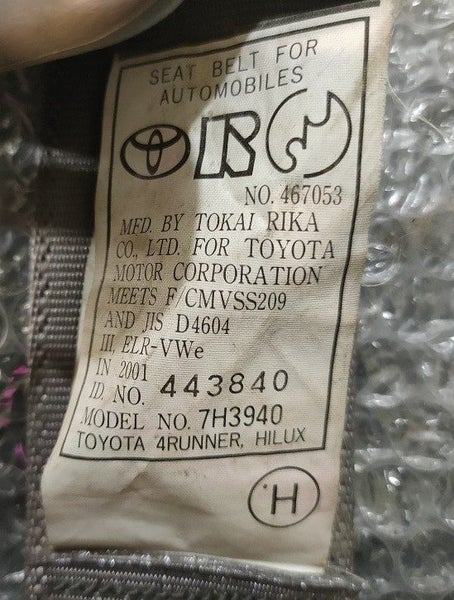 SEAT BELT FOR
AUTOMOBILES
NO. 467053
MFD. BY TOKAI RIKA
CO., LTD. FOR TOYOTA
MOTOR CORPORATION
MEETS F/CMVSS209
AND JIS D4604
III, ELR-VWe
IN 2001
ID. NO. 443840
MODEL NO. 7H3940
TOYOTA 4RUNNER, HILUX
H.